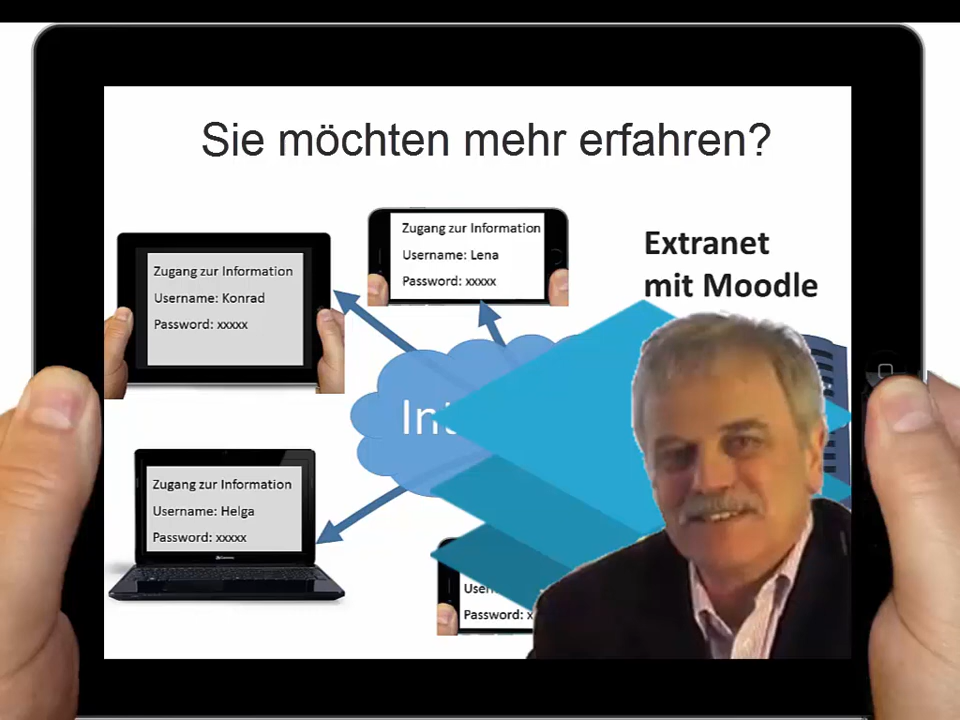 Sie möchten mehr erfahren?
Zugang zur Information
Username: Lena
Password: xxxxx
Extranet
mit Moodle
Zugang zur Information
Username: Konrad
Password: xxxxx
Zugang zur Information
Username: Helga
Password: xxxxx
Password: